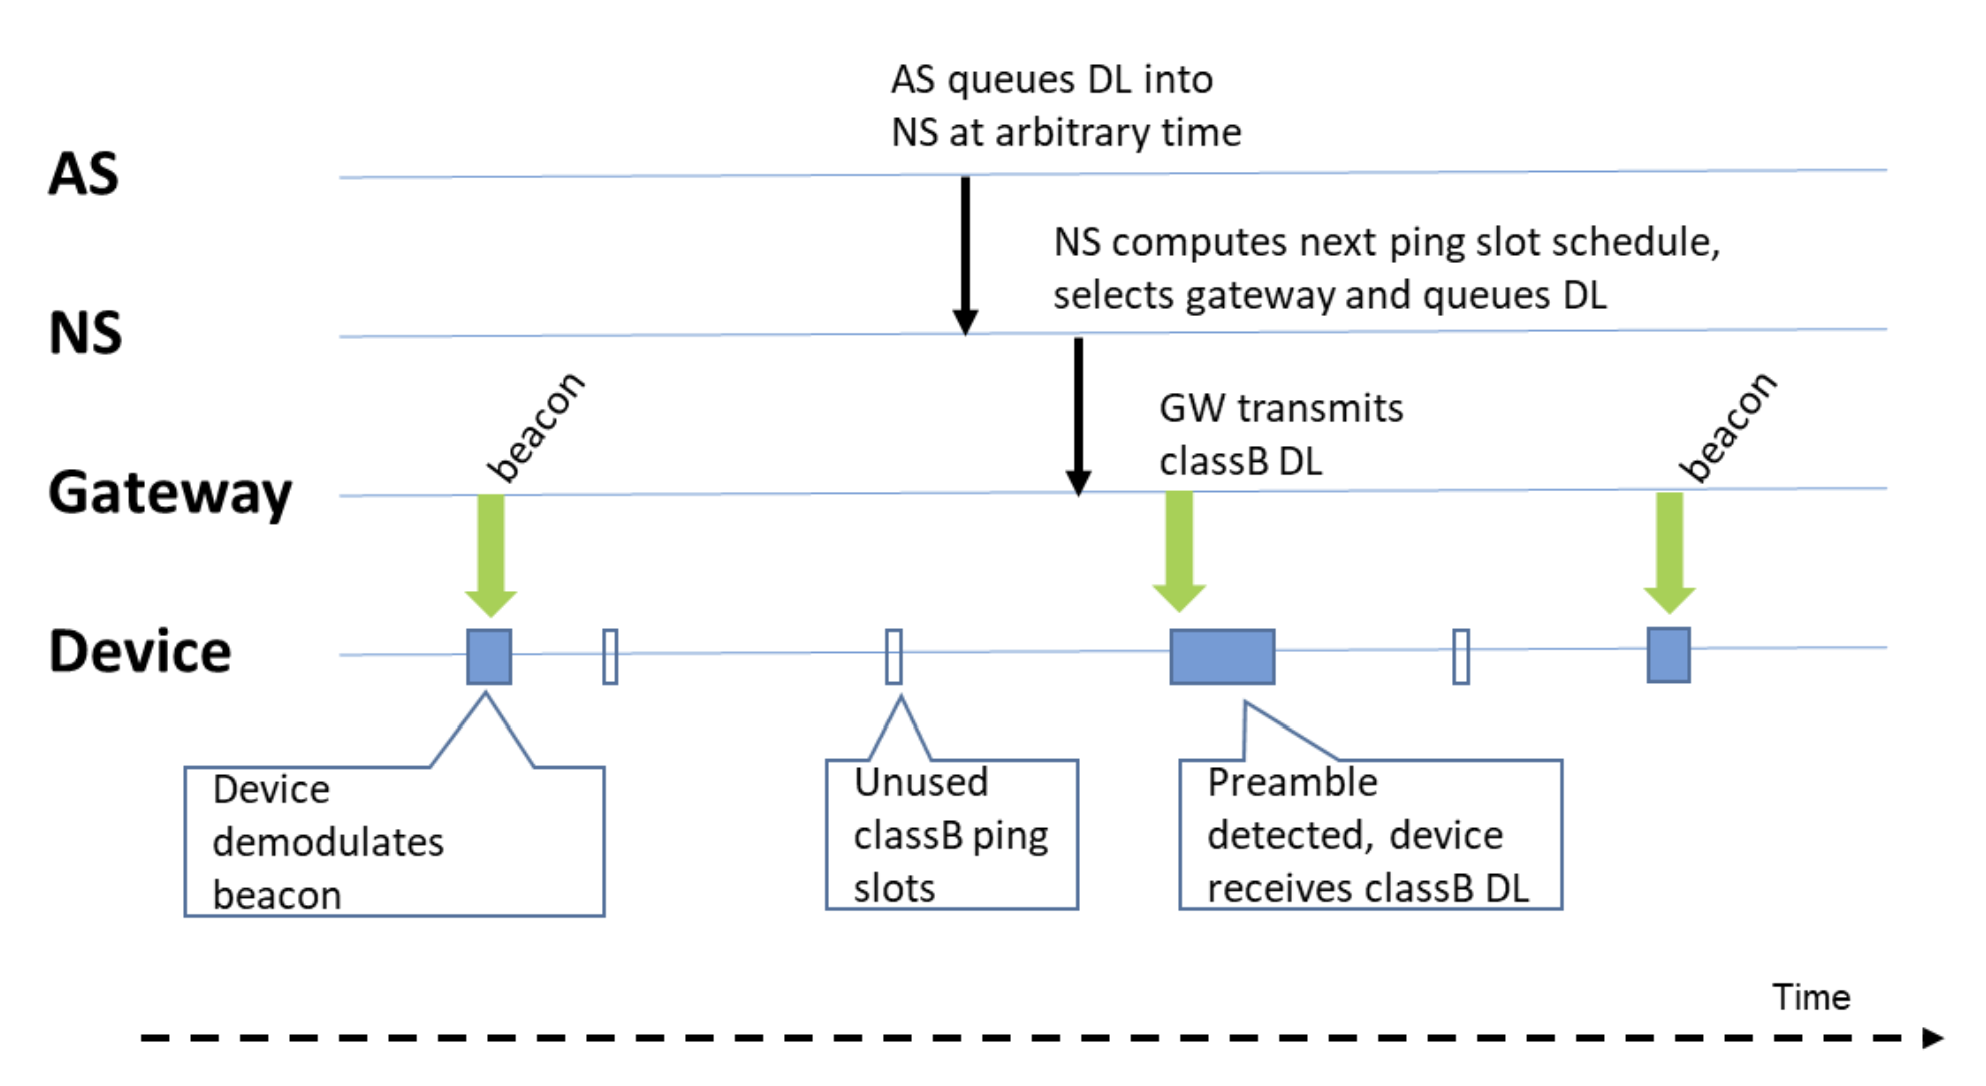 AS queues DL into
NS at arbitrary time
AS
NS computes next ping slot schedule,
selects gateway and queues DL
NS
beacon
GW transmits
classB DL
beacon
Gateway
Device
Device
demodulates
beacon
Unused
classB ping
slots
Preamble
detected, device
receives classB DL
Time